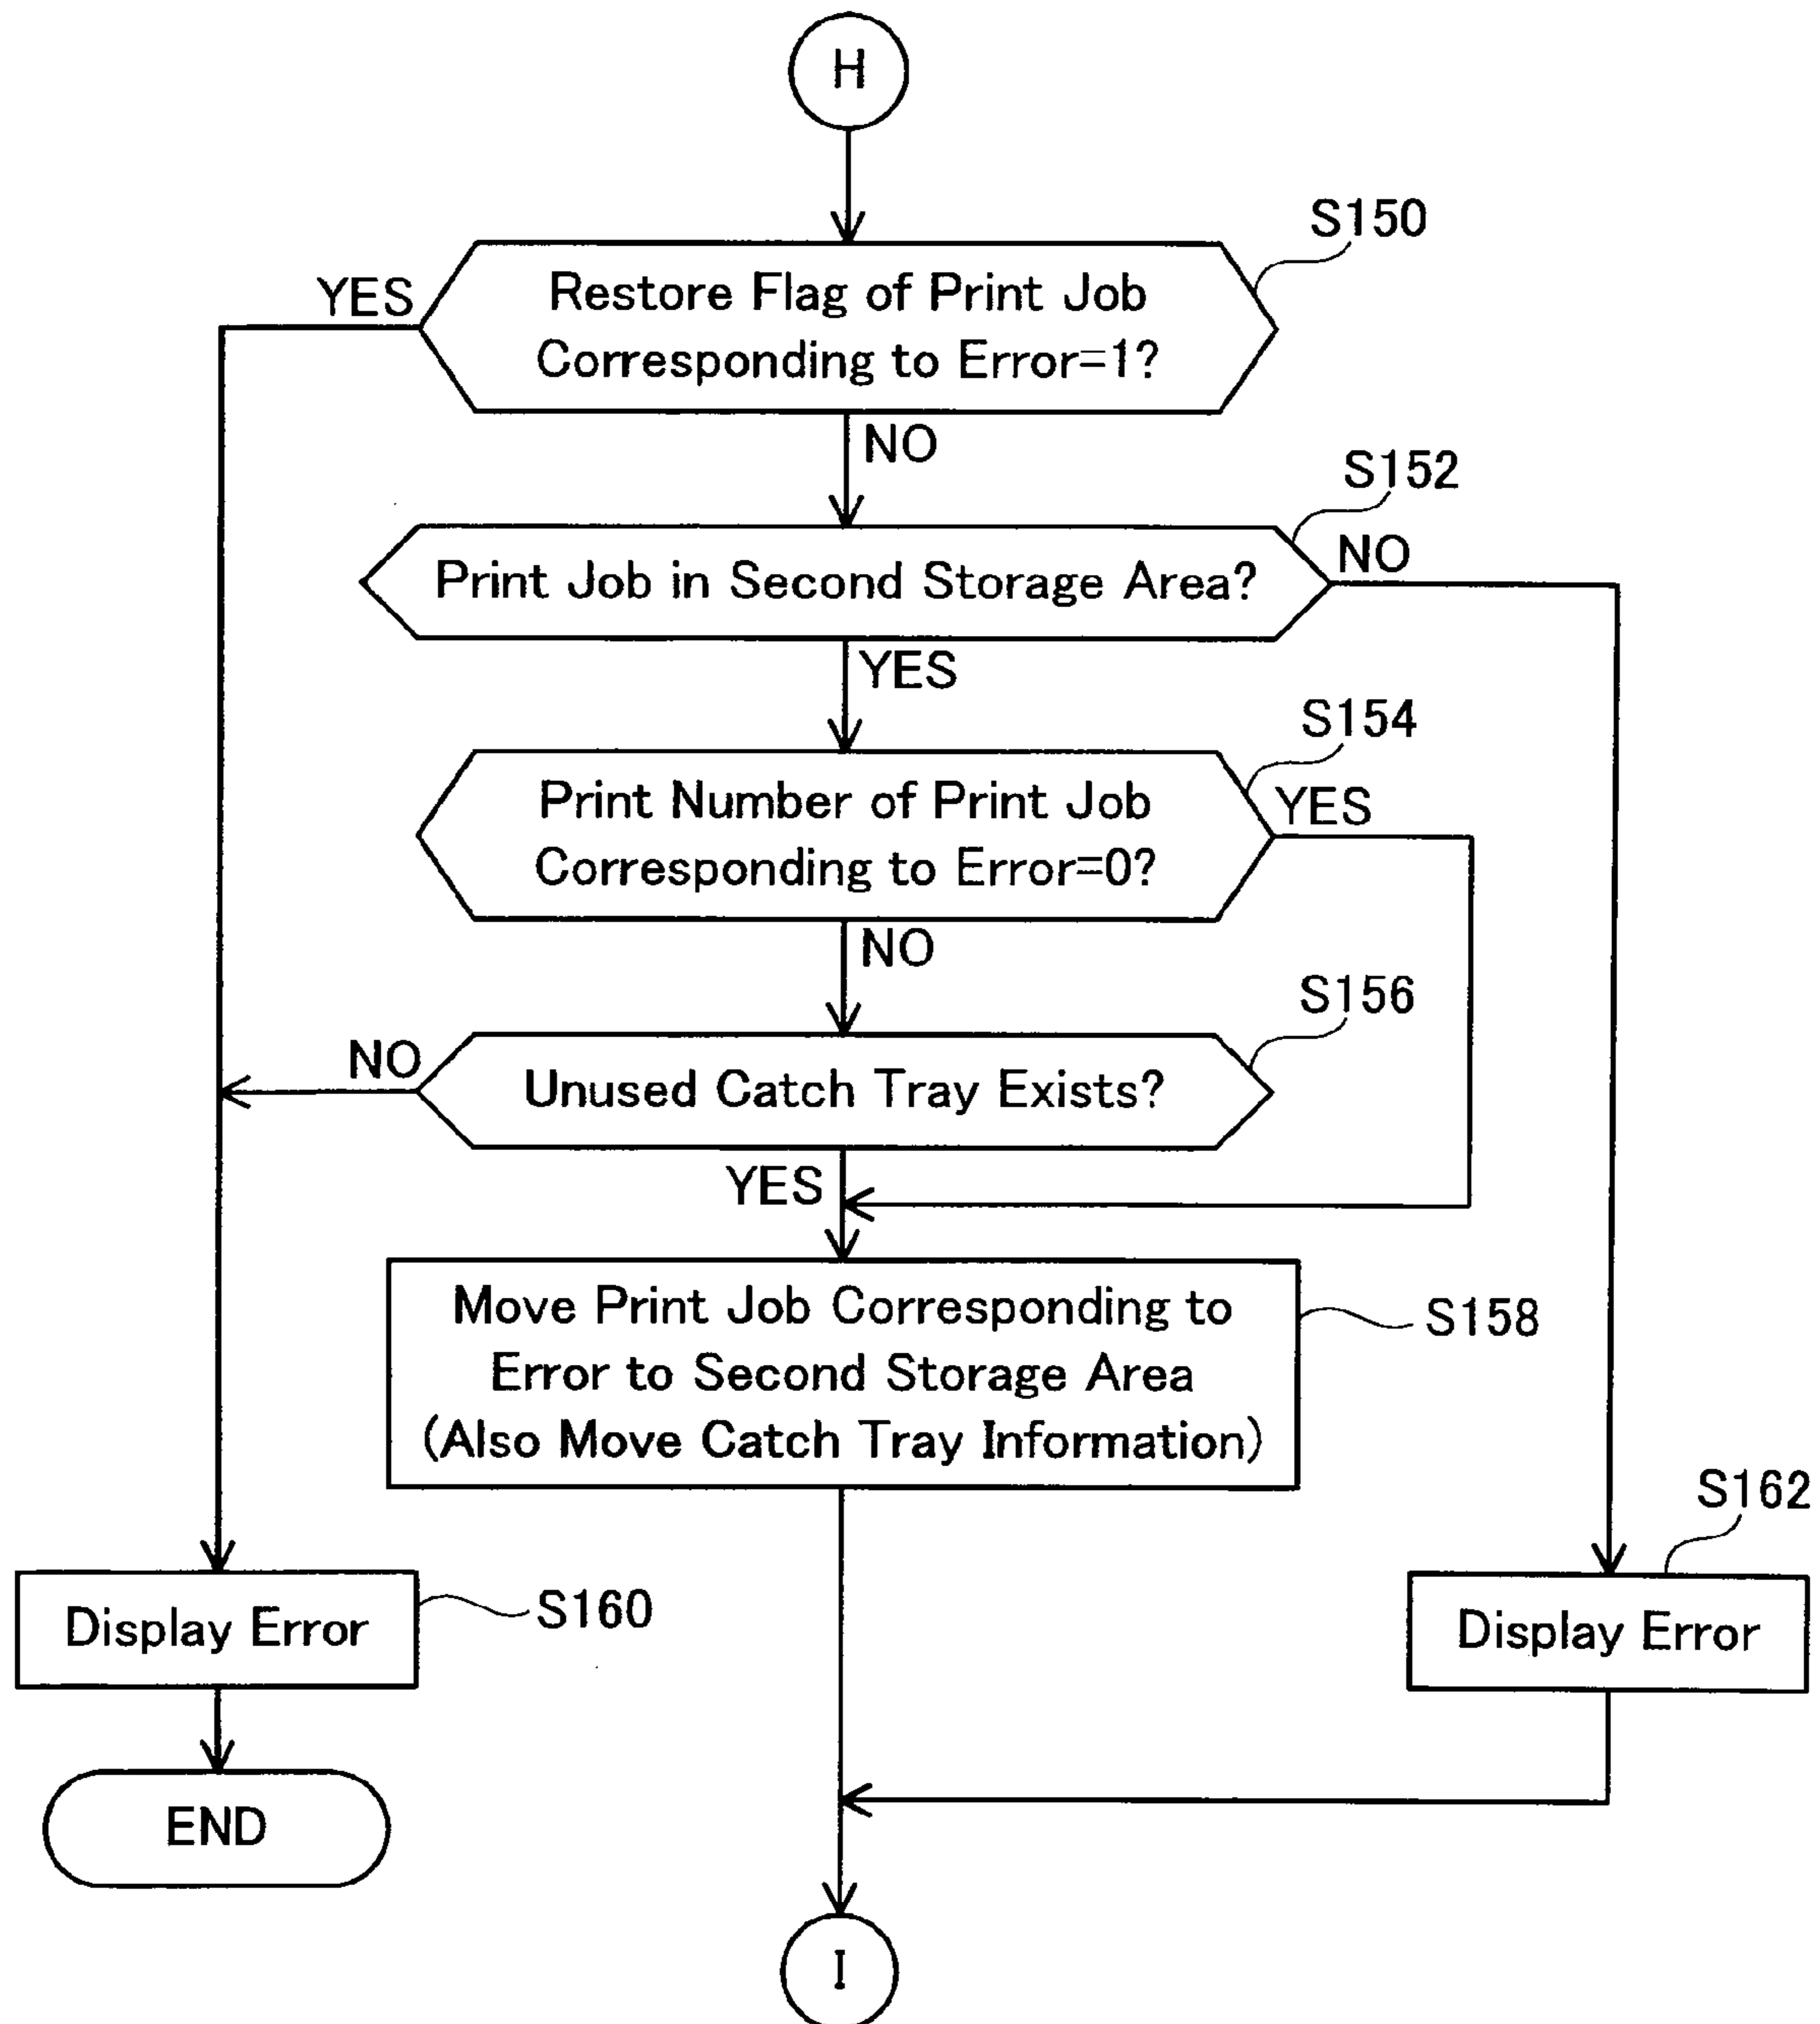 H
S150
YES
Restore Flag of Print Job
Corresponding to Error=1?
NO
S152
Print Job in Second Storage Area?
NO
YES
S154
Print Number of Print Job
Corresponding to Error=0?
YES
NO
S156
NO
Unused Catch Tray Exists?
YES
Move Print Job Corresponding to
Error to Second Storage Area
(Also Move Catch Tray Information)
S158
S162
Display Error
S160
Display Error
END
I